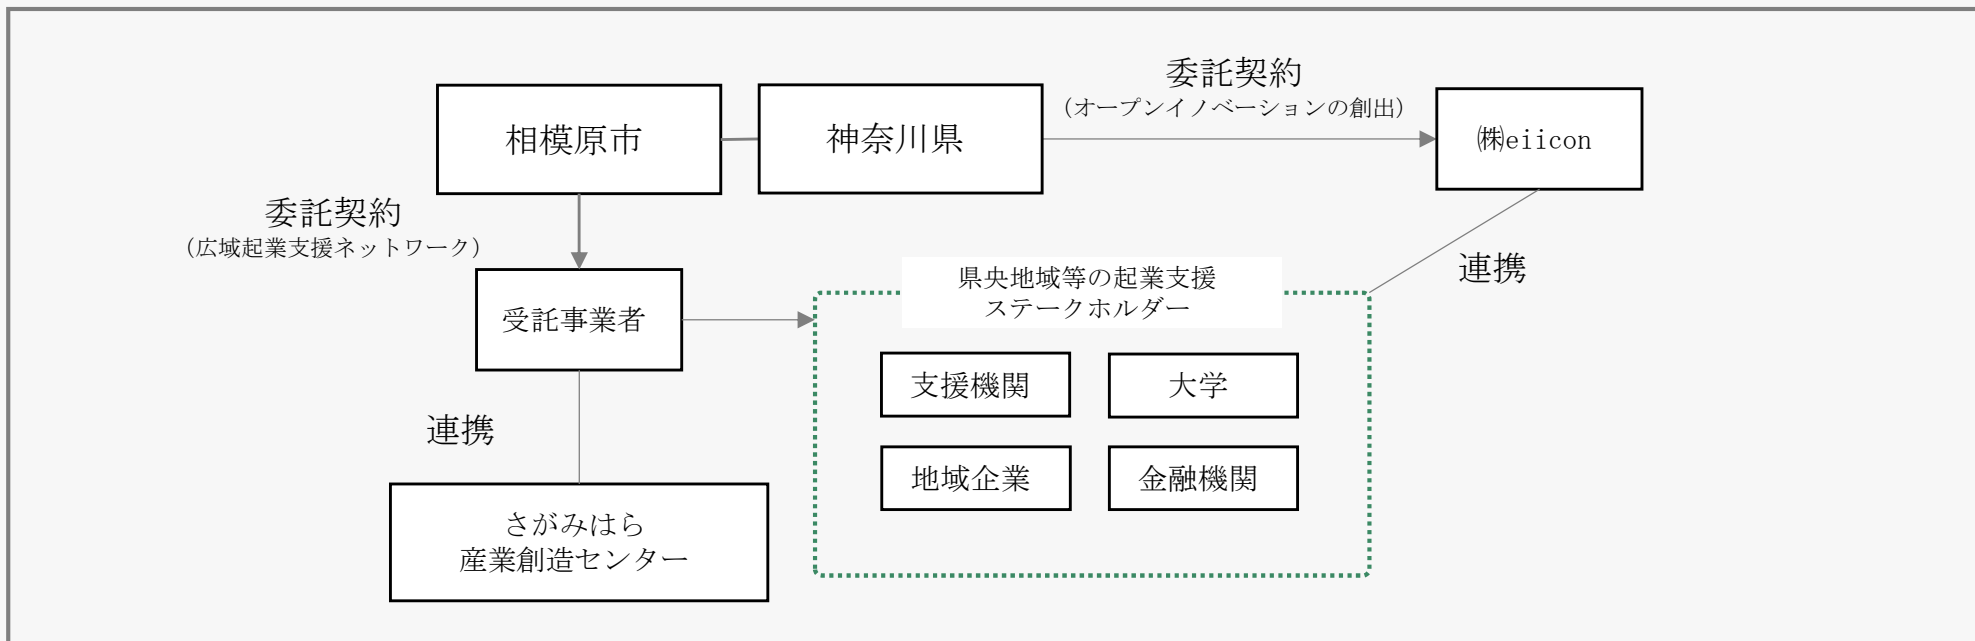 委託契約
（オープンイノベーションの創出）
相模原市
神奈川県
㈱eiicon
委託契約
（広域起業支援ネットワーク）
連携
県央地域等の起業支援
ステークホルダー
受託事業者
支援機関
大学
連携
地域企業
金融機関
さがみはら
産業創造センター